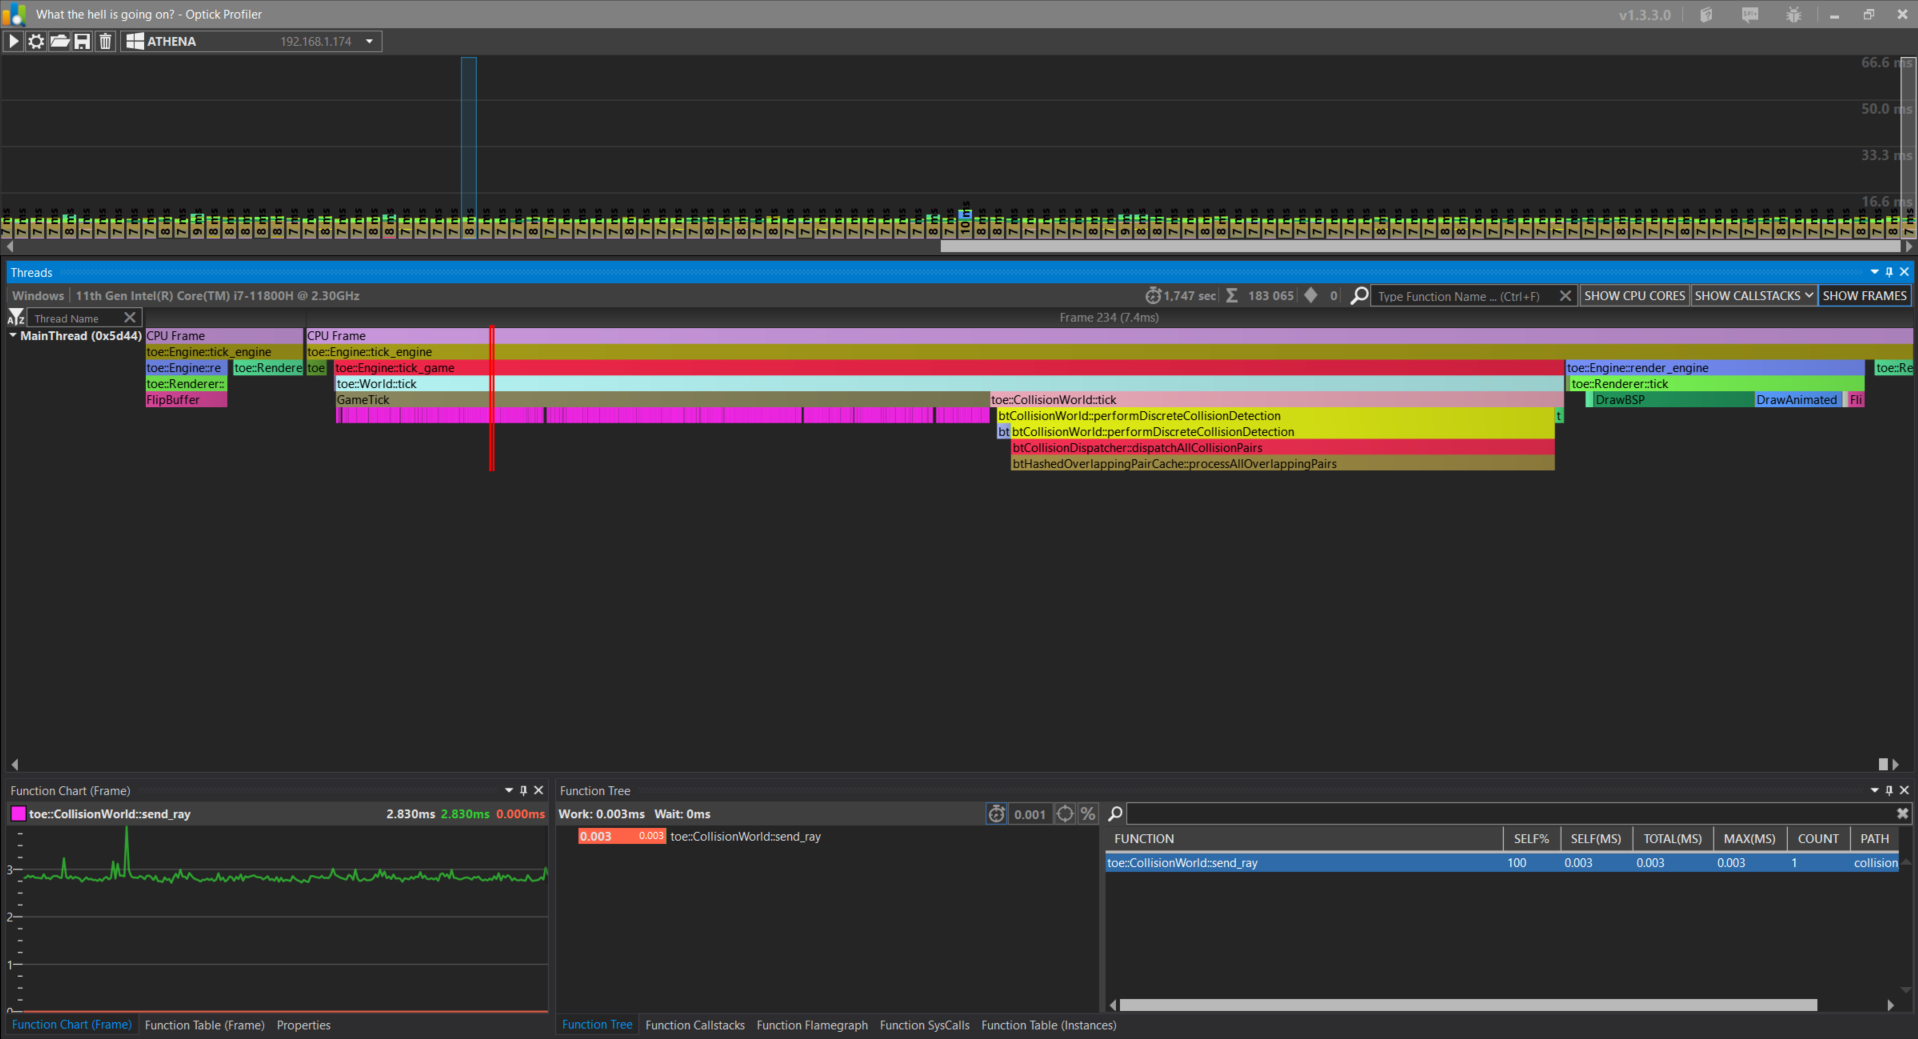 What the hell is going on? - Optick Profiler
v1.3.3.0
ATHENA 192.168.1.174
66.6 ms
50.0 ms
33.3 ms
16.6 ms
Threads
Windows | 11th Gen Intel(R) Core(TM) i7-11800H @ 2.30GHz
1,747 sec Σ 183 065 0 Type Function Name ... (Ctrl+F) SHOW CPU CORES SHOW CALLSTACKS SHOW FRAMES
Thread Name
Frame 234 (7.4ms)
MainThread (0x5d44) CPU Frame CPU Frame
toe::Engine::tick_engine toe::Engine::tick_engine
toe::Engine::re toe::Rendere toe toe::Engine::tick_game toe::Engine::render_engine toe::Re
toe::Renderer:: toe::World::tick toe::Renderer::tick
FlipBuffer GameTick toe::CollisionWorld::tick DrawBSP DrawAnimated Fli
btCollisionWorld::performDiscreteCollisionDetection t
bt btCollisionWorld::performDiscreteCollisionDetection
btCollisionDispatcher::dispatchAllCollisionPairs
btHashedOverlappingPairCache::processAllOverlappingPairs
Function Chart (Frame)
toe::CollisionWorld::send_ray 2.830ms 2.830ms 0.000ms
3
2
1
0
Function Chart (Frame) Function Table (Frame) Properties
Function Tree
Work: 0.003ms Wait: 0ms 0.001 %
0.003 0.003 toe::CollisionWorld::send_ray
FUNCTION SELF% SELF(MS) TOTAL(MS) MAX(MS) COUNT PATH
toe::CollisionWorld::send_ray 100 0.003 0.003 0.003 1 collision
Function Tree Function Callstacks Function Flamegraph Function SysCalls Function Table (Instances)